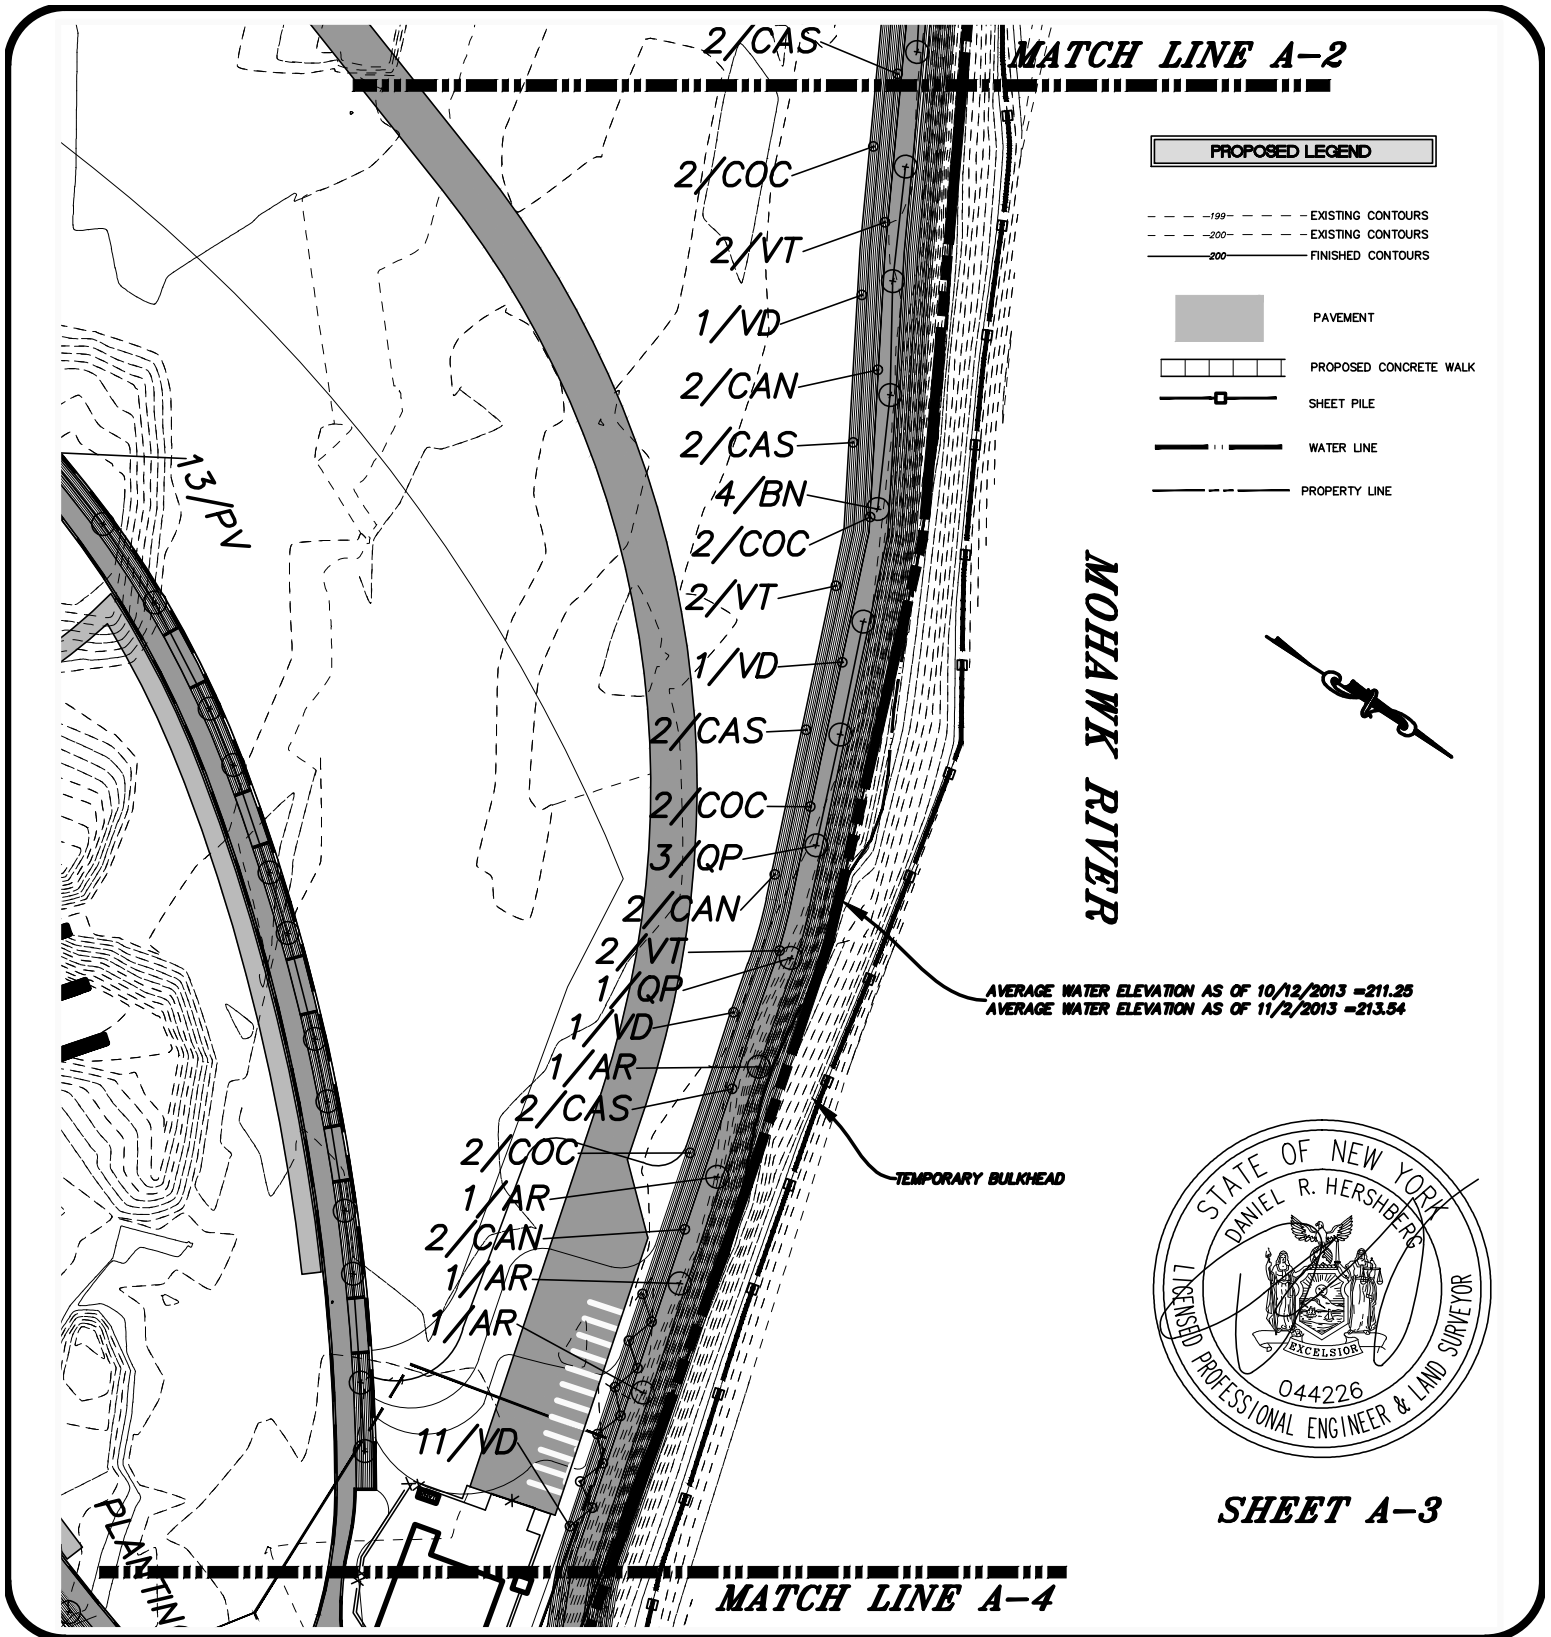 2/CAS
MATCH LINE A-2
PROPOSED LEGEND
199 EXISTING CONTOURS
200 EXISTING CONTOURS
200 FINISHED CONTOURS
PAVEMENT
PROPOSED CONCRETE WALK
SHEET PILE
WATER LINE
PROPERTY LINE
2/COC
2/VT
1/VD
2/CAN
2/CAS
4/BN
2/COC
2/VT
1/VD
2/CAS
2/COC
3/QP
2/CAN
2/VT
1/QP
1/VD
1/AR
2/CAS
2/COC
1/AR
2/CAN
1/AR
1/AR
11/VD
13/PV
MOHAWK RIVER
AVERAGE WATER ELEVATION AS OF 10/12/2013 =211.25
AVERAGE WATER ELEVATION AS OF 11/2/2013 =213.54
TEMPORARY BULKHEAD
STATE OF NEW YORK
DANIEL R. HERSHBERG
EXCELSIOR
044226
LICENSED PROFESSIONAL ENGINEER & LAND SURVEYOR
SHEET A-3
PLANTIN
MATCH LINE A-4